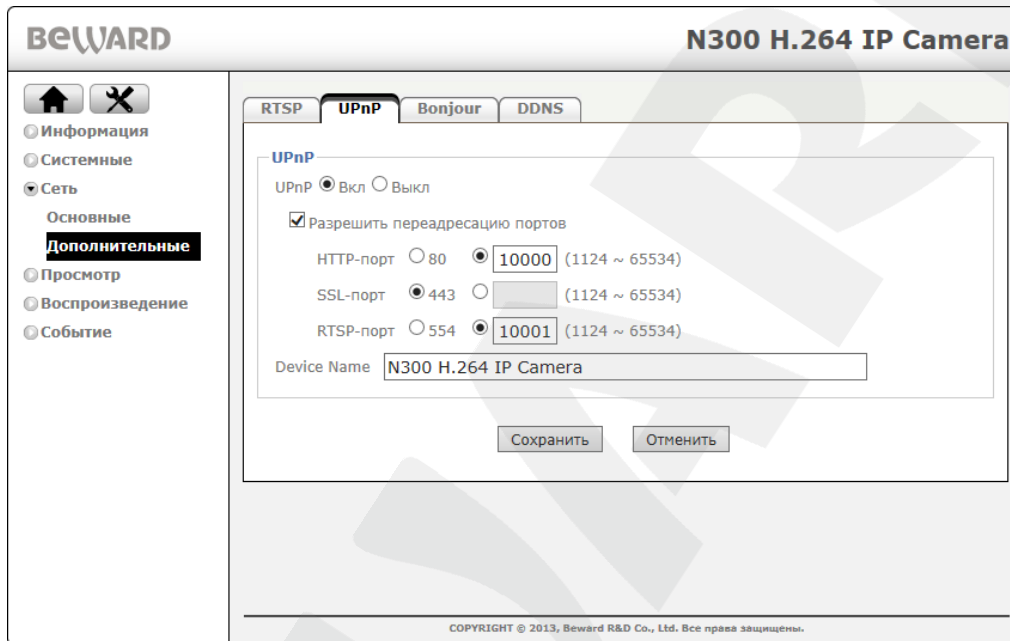 BEWARD
N300 H.264 IP Camera
Информация
Системные
Сеть
Основные
Дополнительные
Просмотр
Воспроизведение
Событие
RTSP UPnP Bonjour DDNS
UPnP
UPnP Вкл Выкл
Разрешить переадресацию портов
HTTP-порт 80 10000 (1124 ~ 65534)
SSL-порт 443 (1124 ~ 65534)
RTSP-порт 554 10001 (1124 ~ 65534)
Device Name N300 H.264 IP Camera
Сохранить Отменить
COPYRIGHT © 2013, Beward R&D Co., Ltd. Все права защищены.